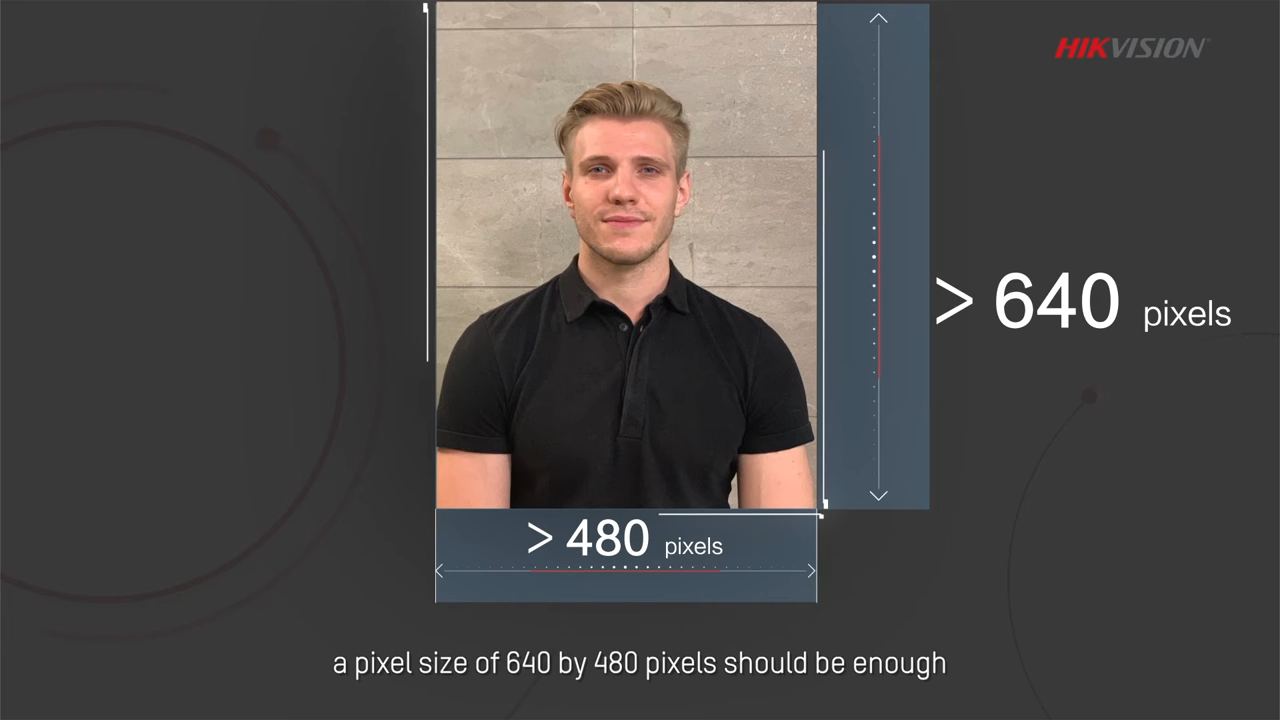 HIKVISION
> 640 pixels
> 480 pixels
a pixel size of 640 by 480 pixels should be enough